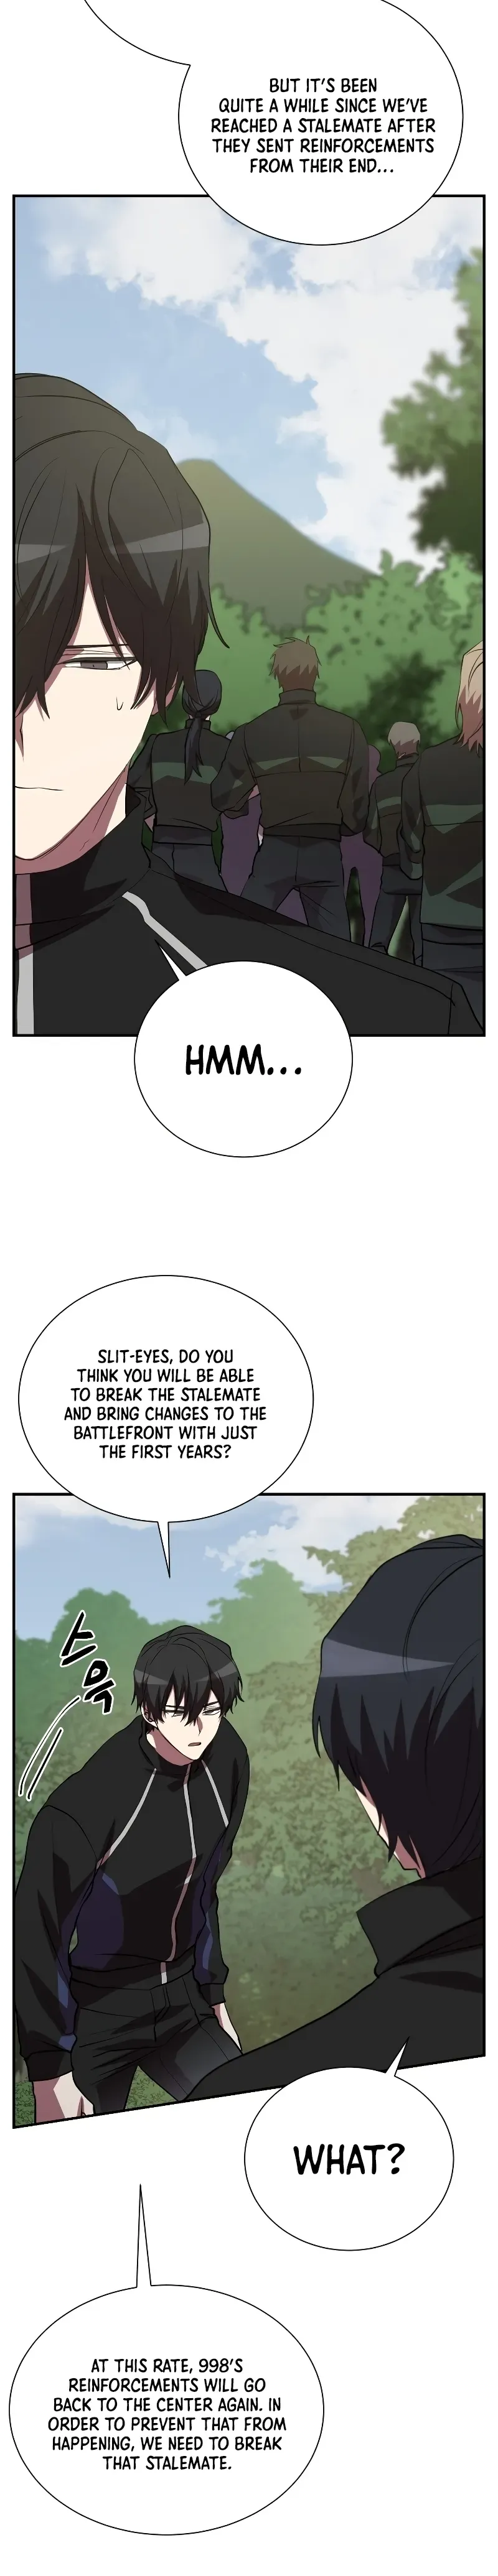 BUT IT'S BEEN
QUITE A WHILE SINCE WE'VE
REACHED A STALEMATE AFTER
THEY SENT REINFORCEMENTS
FROM THEIR END...
HMM...
SLIT-EYES, DO YOU
THINK YOU WILL BE ABLE
TO BREAK THE STALEMATE
AND BRING CHANGES TO THE
BATTLEFRONT WITH JUST
THE FIRST YEARS?
스윽
WHAT?
AT THIS RATE, 998'S
REINFORCEMENTS WILL GO
BACK TO THE CENTER AGAIN. IN
ORDER TO PREVENT THAT FROM
HAPPENING, WE NEED TO BREAK
THAT STALEMATE.